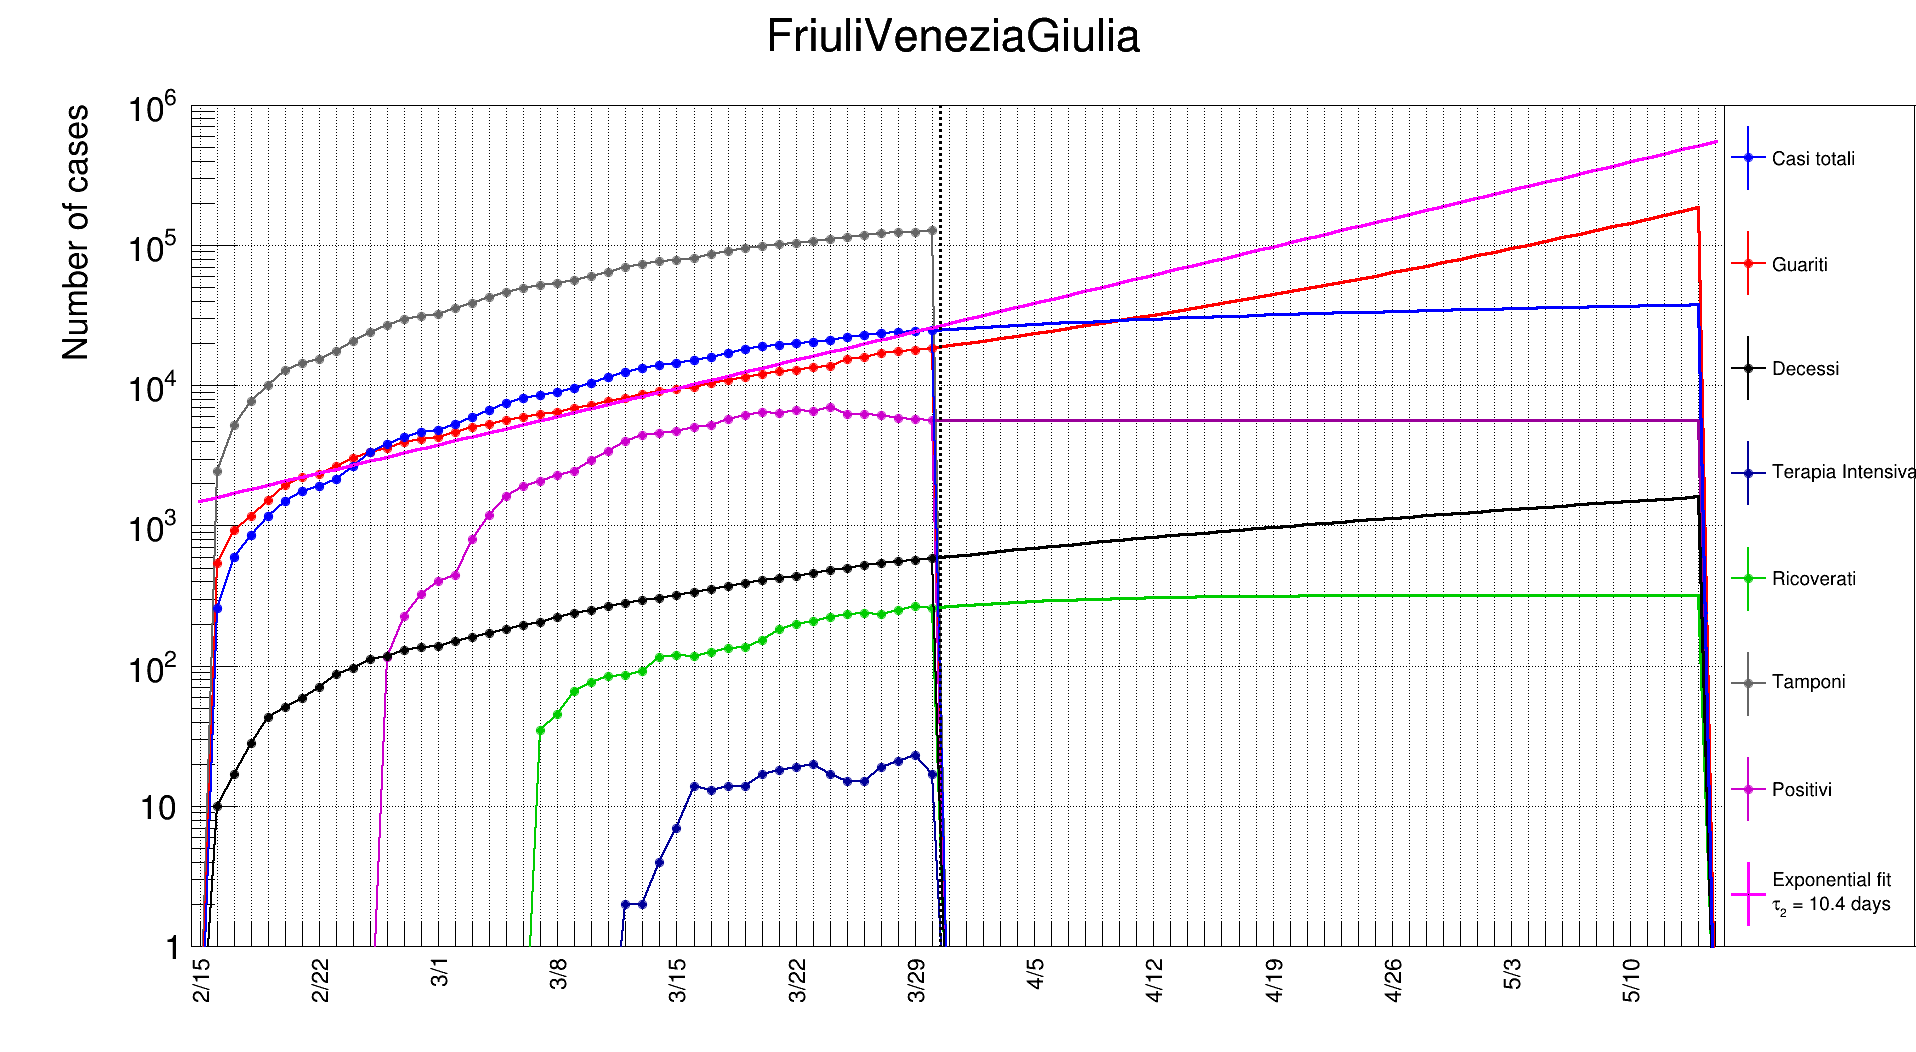 FriuliVeneziaGiulia
Number of cases
10^6
10^5
10^4
10^3
10^2
10
1
2/15
2/22
3/1
3/8
3/15
3/22
3/29
4/5
4/12
4/19
4/26
5/3
5/10
Casi totali
Guariti
Decessi
Terapia Intensiva
Ricoverati
Tamponi
Positivi
Exponential fit
τ₂ = 10.4 days